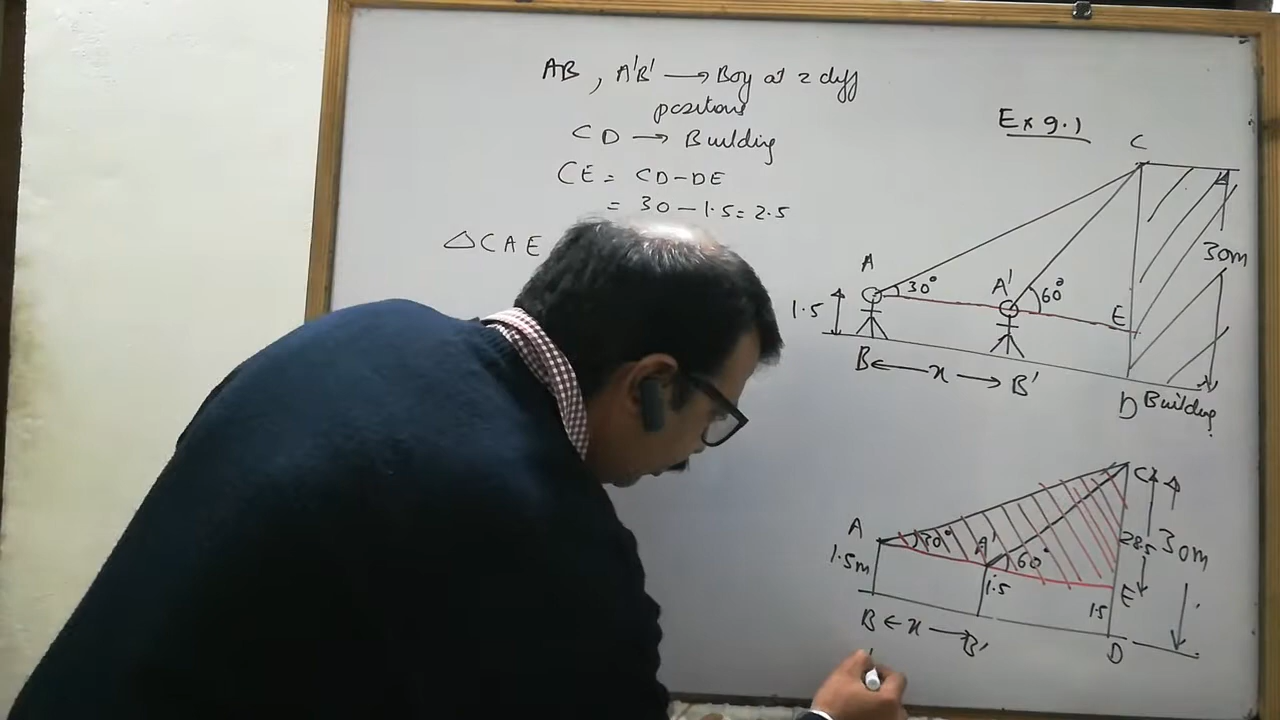 AB , A'B' → Boy at 2 diff
positions
CD → Building
CE = CD-DE
= 30 - 1.5 = 2.5
△CAE
Ex 9.1
C
30m
A
30°
A'
60°
1.5
E
B ← x → B'
D Building
C
A
30°
A'
60°
28.5
30m
1.5m
1.5
E
1.5
B ← x → B'
D